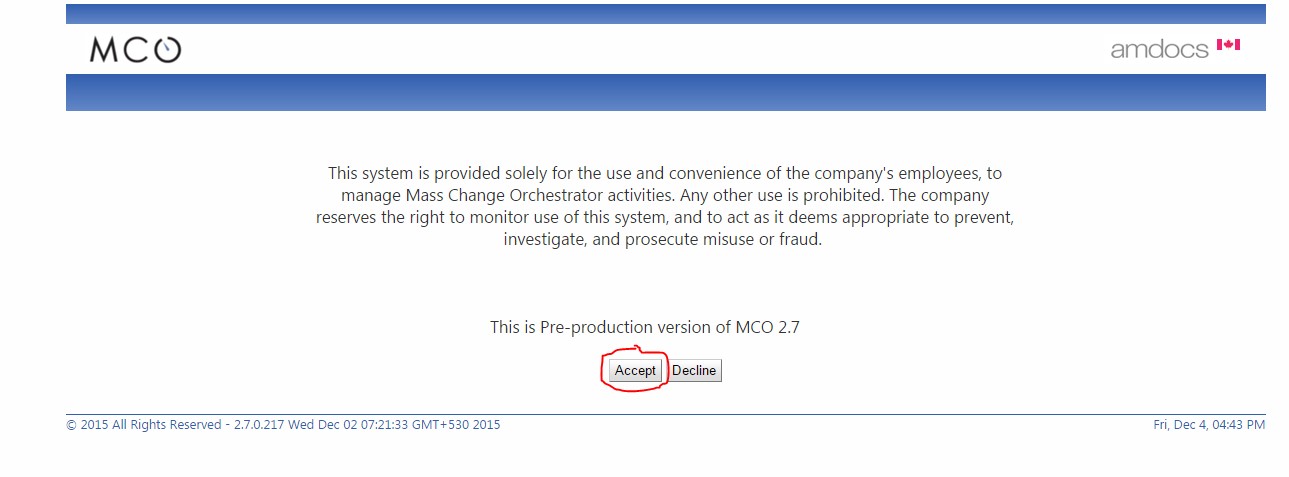 MCO
amdocs
This system is provided solely for the use and convenience of the company's employees, to
manage Mass Change Orchestrator activities. Any other use is prohibited. The company
reserves the right to monitor use of this system, and to act as it deems appropriate to prevent,
investigate, and prosecute misuse or fraud.
This is Pre-production version of MCO 2.7
Accept Decline
© 2015 All Rights Reserved - 2.7.0.217 Wed Dec 02 07:21:33 GMT+530 2015
Fri, Dec 4, 04:43 PM